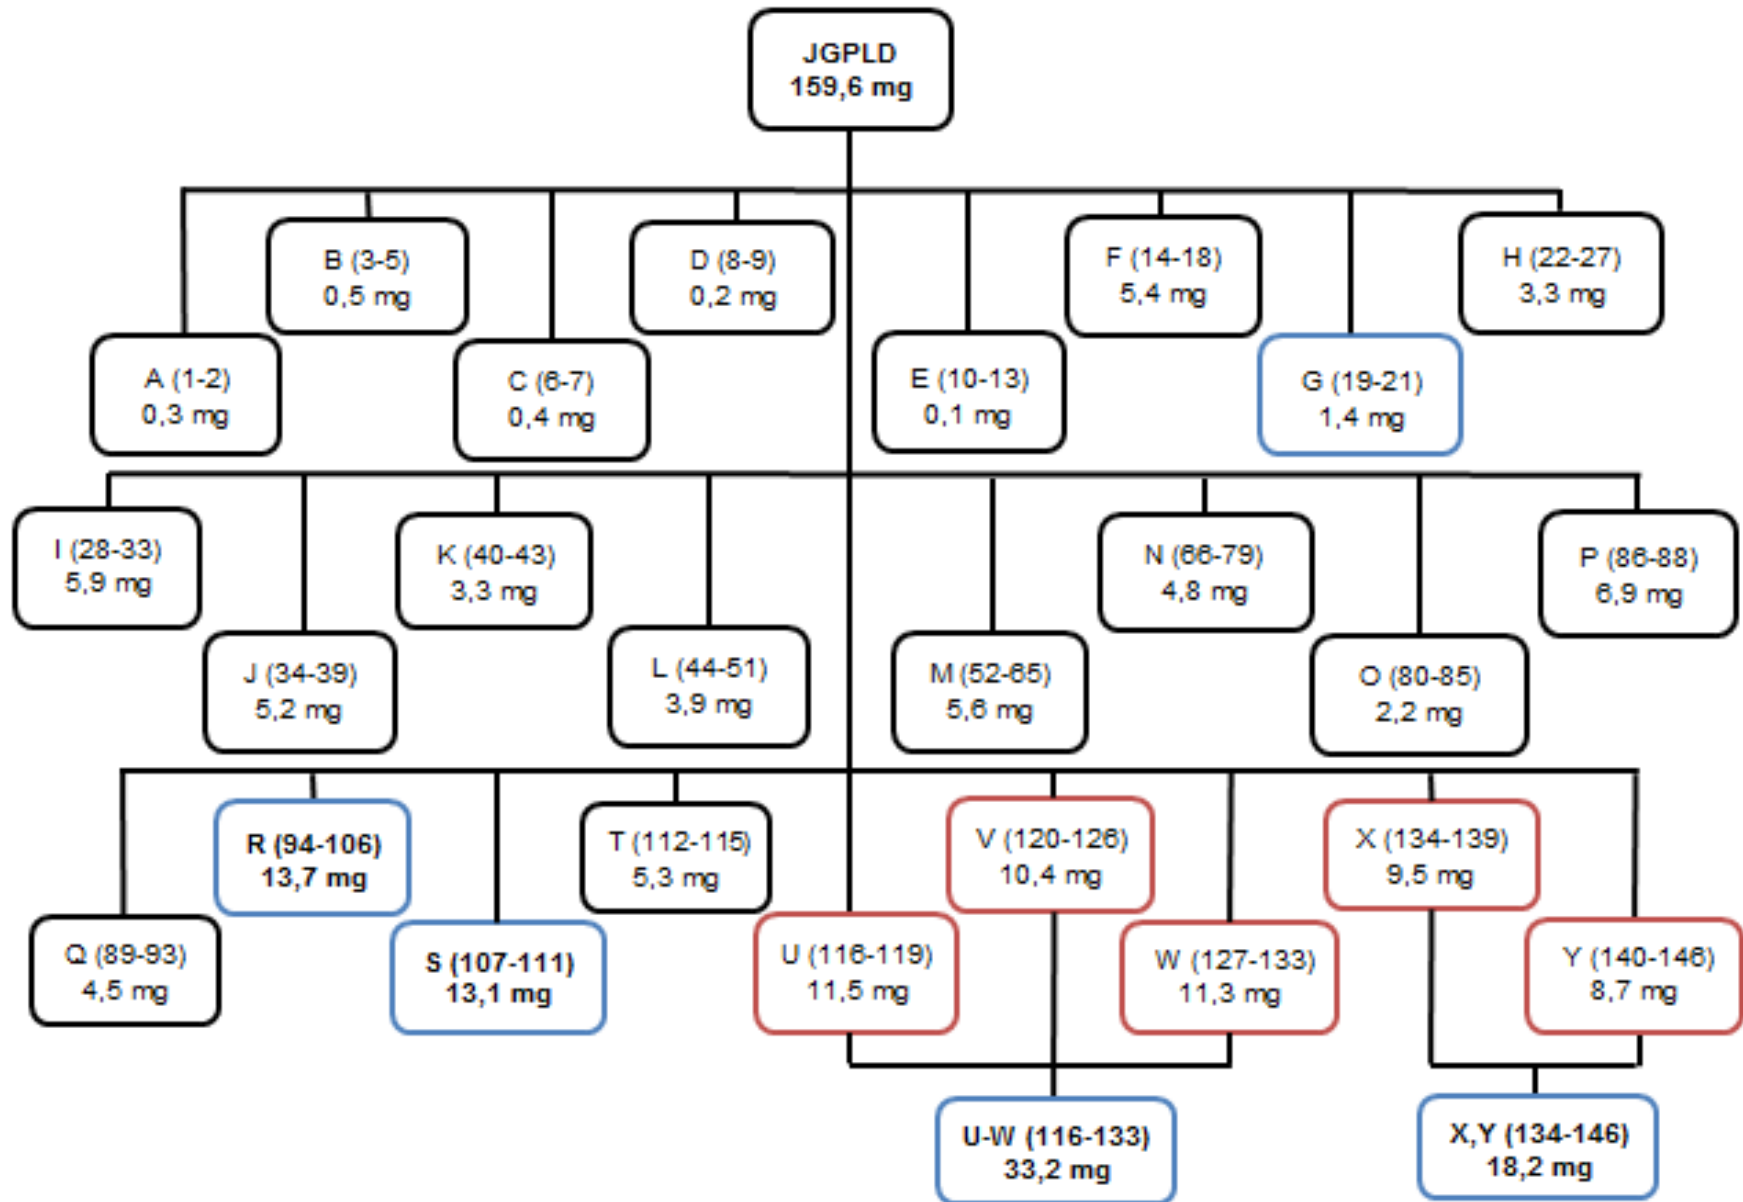 JGPLD
159,6 mg
A (1-2)
0,3 mg
B (3-5)
0,5 mg
C (6-7)
0,4 mg
D (8-9)
0,2 mg
E (10-13)
0,1 mg
F (14-18)
5,4 mg
G (19-21)
1,4 mg
H (22-27)
3,3 mg
I (28-33)
5,9 mg
J (34-39)
5,2 mg
K (40-43)
3,3 mg
L (44-51)
3,9 mg
M (52-65)
5,6 mg
N (66-79)
4,8 mg
O (80-85)
2,2 mg
P (86-88)
6,9 mg
Q (89-93)
4,5 mg
R (94-106)
13,7 mg
S (107-111)
13,1 mg
T (112-115)
5,3 mg
U (116-119)
11,5 mg
V (120-126)
10,4 mg
W (127-133)
11,3 mg
X (134-139)
9,5 mg
Y (140-146)
8,7 mg
U-W (116-133)
33,2 mg
X,Y (134-146)
18,2 mg